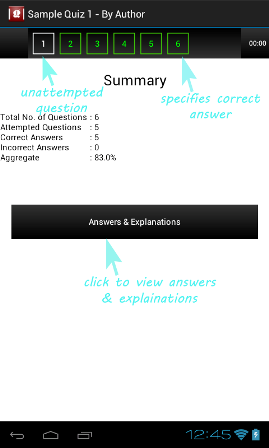 Sample Quiz 1 - By Author
1 2 3 4 5 6 00:00
Summary
unattempted
question
specifies correct
answer
Total No. of Questions : 6
Attempted Questions : 5
Correct Answers : 5
Incorrect Answers : 0
Aggregate : 83.0%
Answers & Explanations
click to view answers
& explainations
12:45